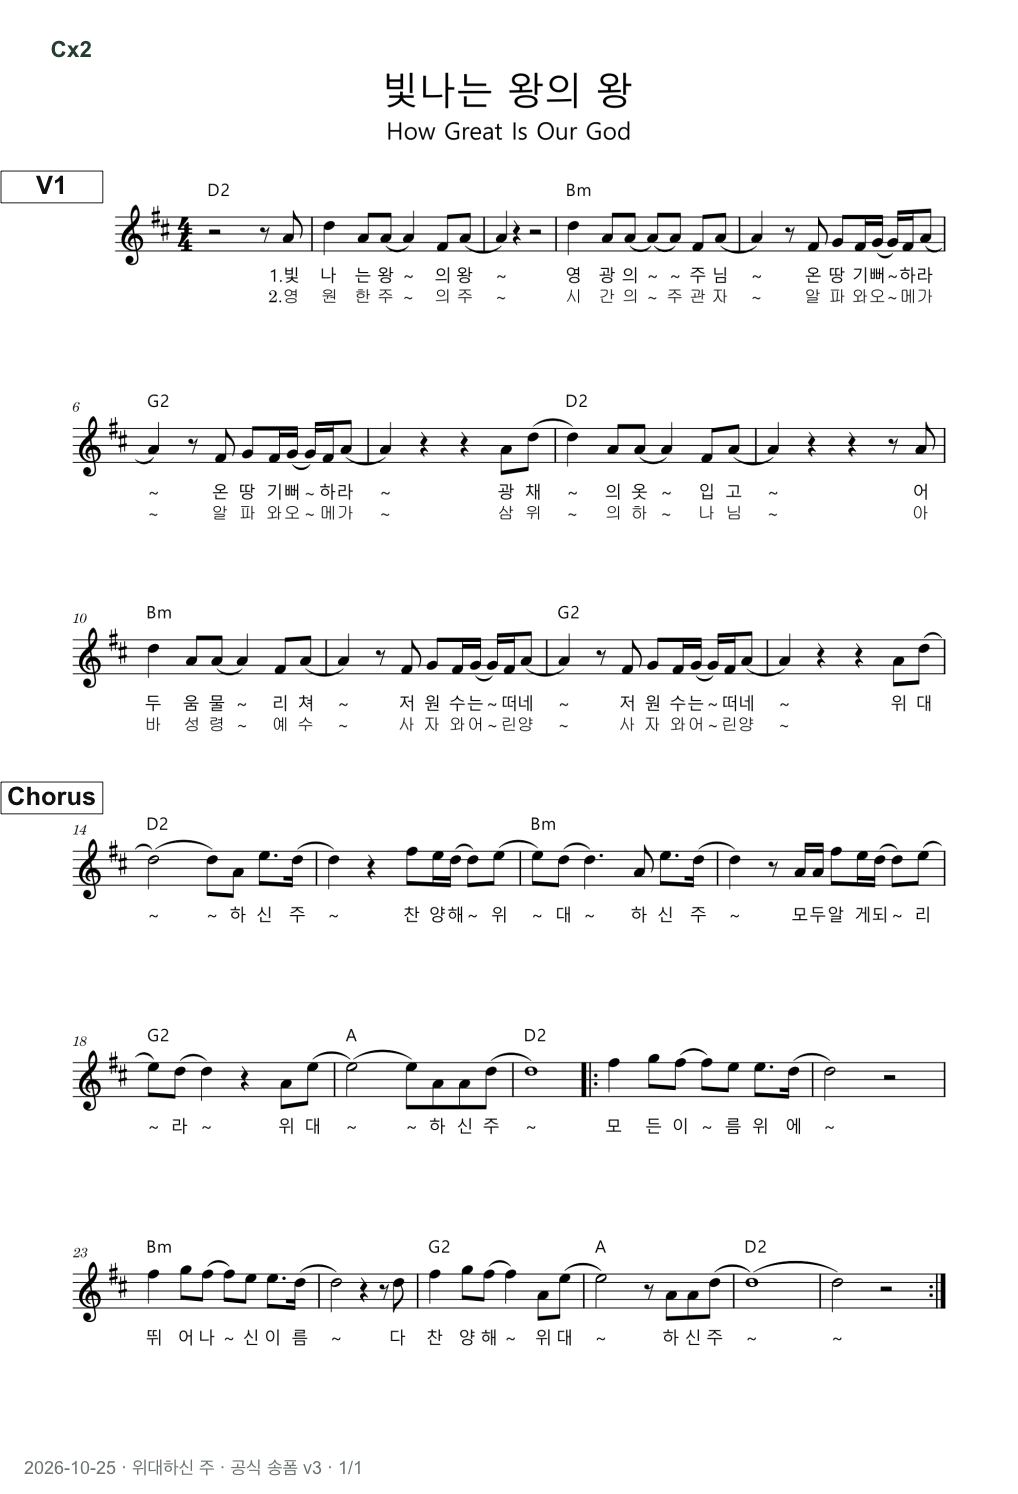 Cx2
빛나는 왕의 왕
How Great Is Our God
V1
D2 Bm
1.빛 나 는 왕 ~ 의 왕 ~ 영 광 의 ~ ~ 주 님 ~ 온 땅 기 뻐 ~ 하 라
2.영 원 한 주 ~ 의 주 ~ 시 간 의 ~ 주 관 자 ~ 알 파 와 오 ~ 메 가
6
G2 D2
~ 온 땅 기 뻐 ~ 하 라 ~ 광 채 ~ 의 옷 ~ 입 고 ~ 어
~ 알 파 와 오 ~ 메 가 ~ 삼 위 ~ 의 하 ~ 나 님 ~ 아
10
Bm G2
두 움 물 ~ 리 쳐 ~ 저 원 수 는 ~ 떠 네 ~ 저 원 수 는 ~ 떠 네 ~ 위 대
바 성 령 ~ 예 수 ~ 사 자 와 어 ~ 린 양 ~ 사 자 와 어 ~ 린 양 ~
Chorus
14
D2 Bm
~ ~ 하 신 주 ~ 찬 양 해 ~ 위 ~ 대 ~ 하 신 주 ~ 모 두 알 게 되 ~ 리
18
G2 A D2
~ 라 ~ 위 대 ~ ~ 하 신 주 ~ 모 든 이 ~ 름 위 에 ~
23
Bm G2 A D2
뛰 어 나 ~ 신 이 름 ~ 다 찬 양 해 ~ 위 대 ~ 하 신 주 ~ ~
2026-10-25 · 위대하신 주 · 공식 송폼 v3 · 1/1